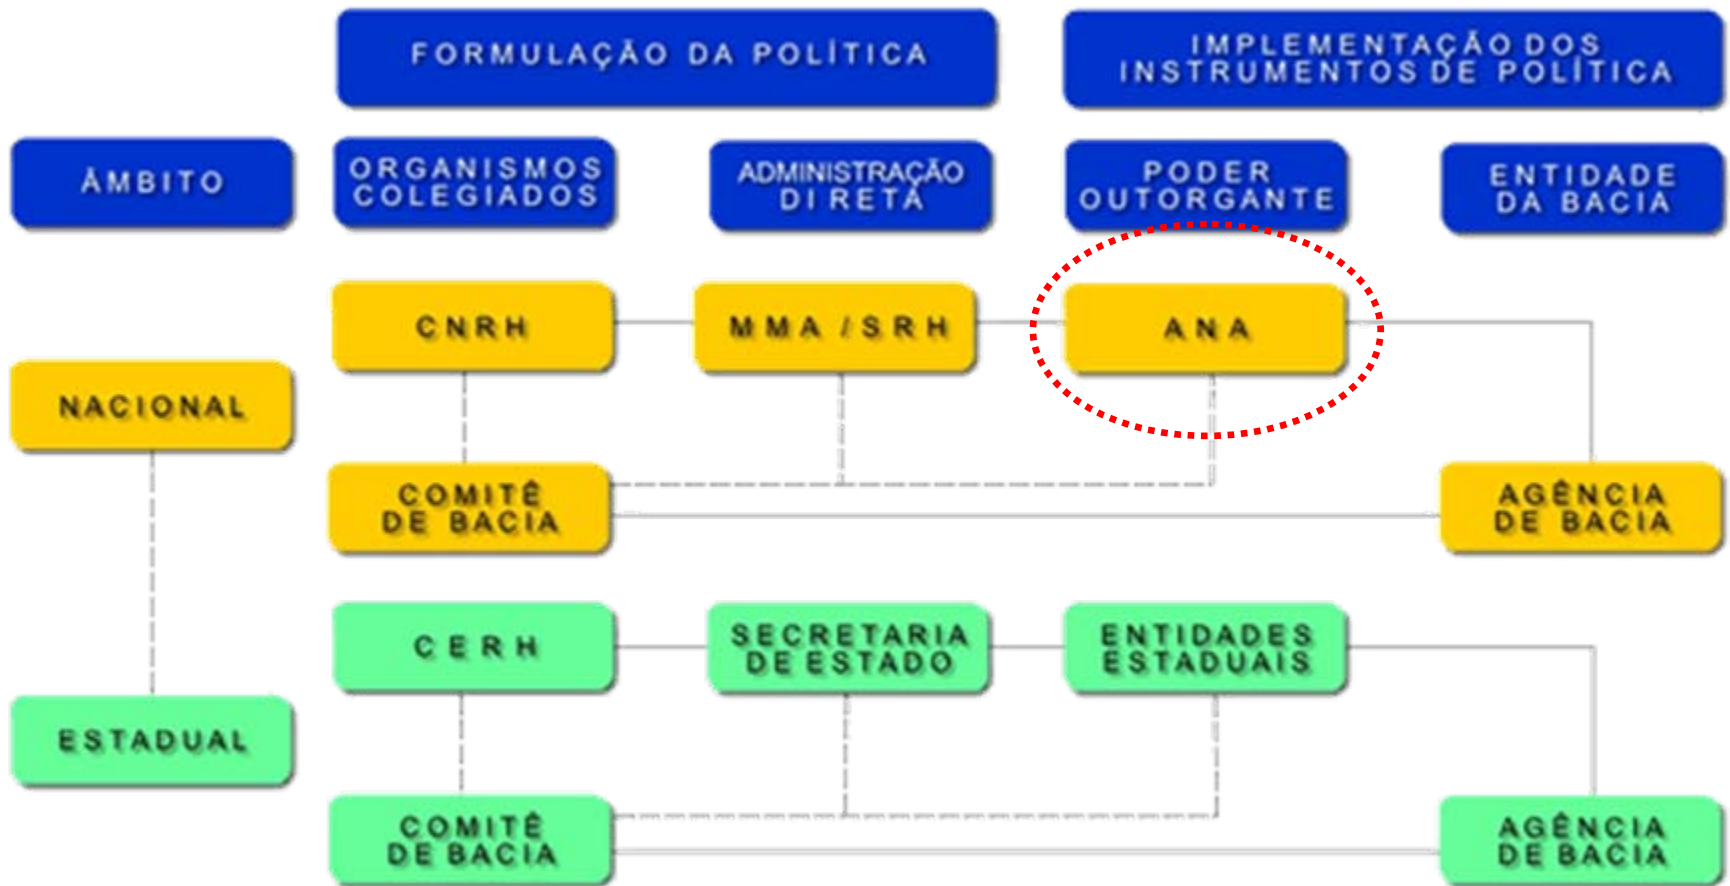 FORMULAÇÃO DA POLÍTICA
IMPLEMENTAÇÃO DOS
INSTRUMENTOS DE POLÍTICA
ÂMBITO
ORGANISMOS
COLEGIADOS
ADMINISTRAÇÃO
DIRETA
PODER
OUTORGANTE
ENTIDADE
DA BACIA
CNRH
MMA / SRH
ANA
NACIONAL
COMITÊ
DE BACIA
AGÊNCIA
DE BACIA
CERH
SECRETARIA
DE ESTADO
ENTIDADES
ESTADUAIS
ESTADUAL
COMITÊ
DE BACIA
AGÊNCIA
DE BACIA